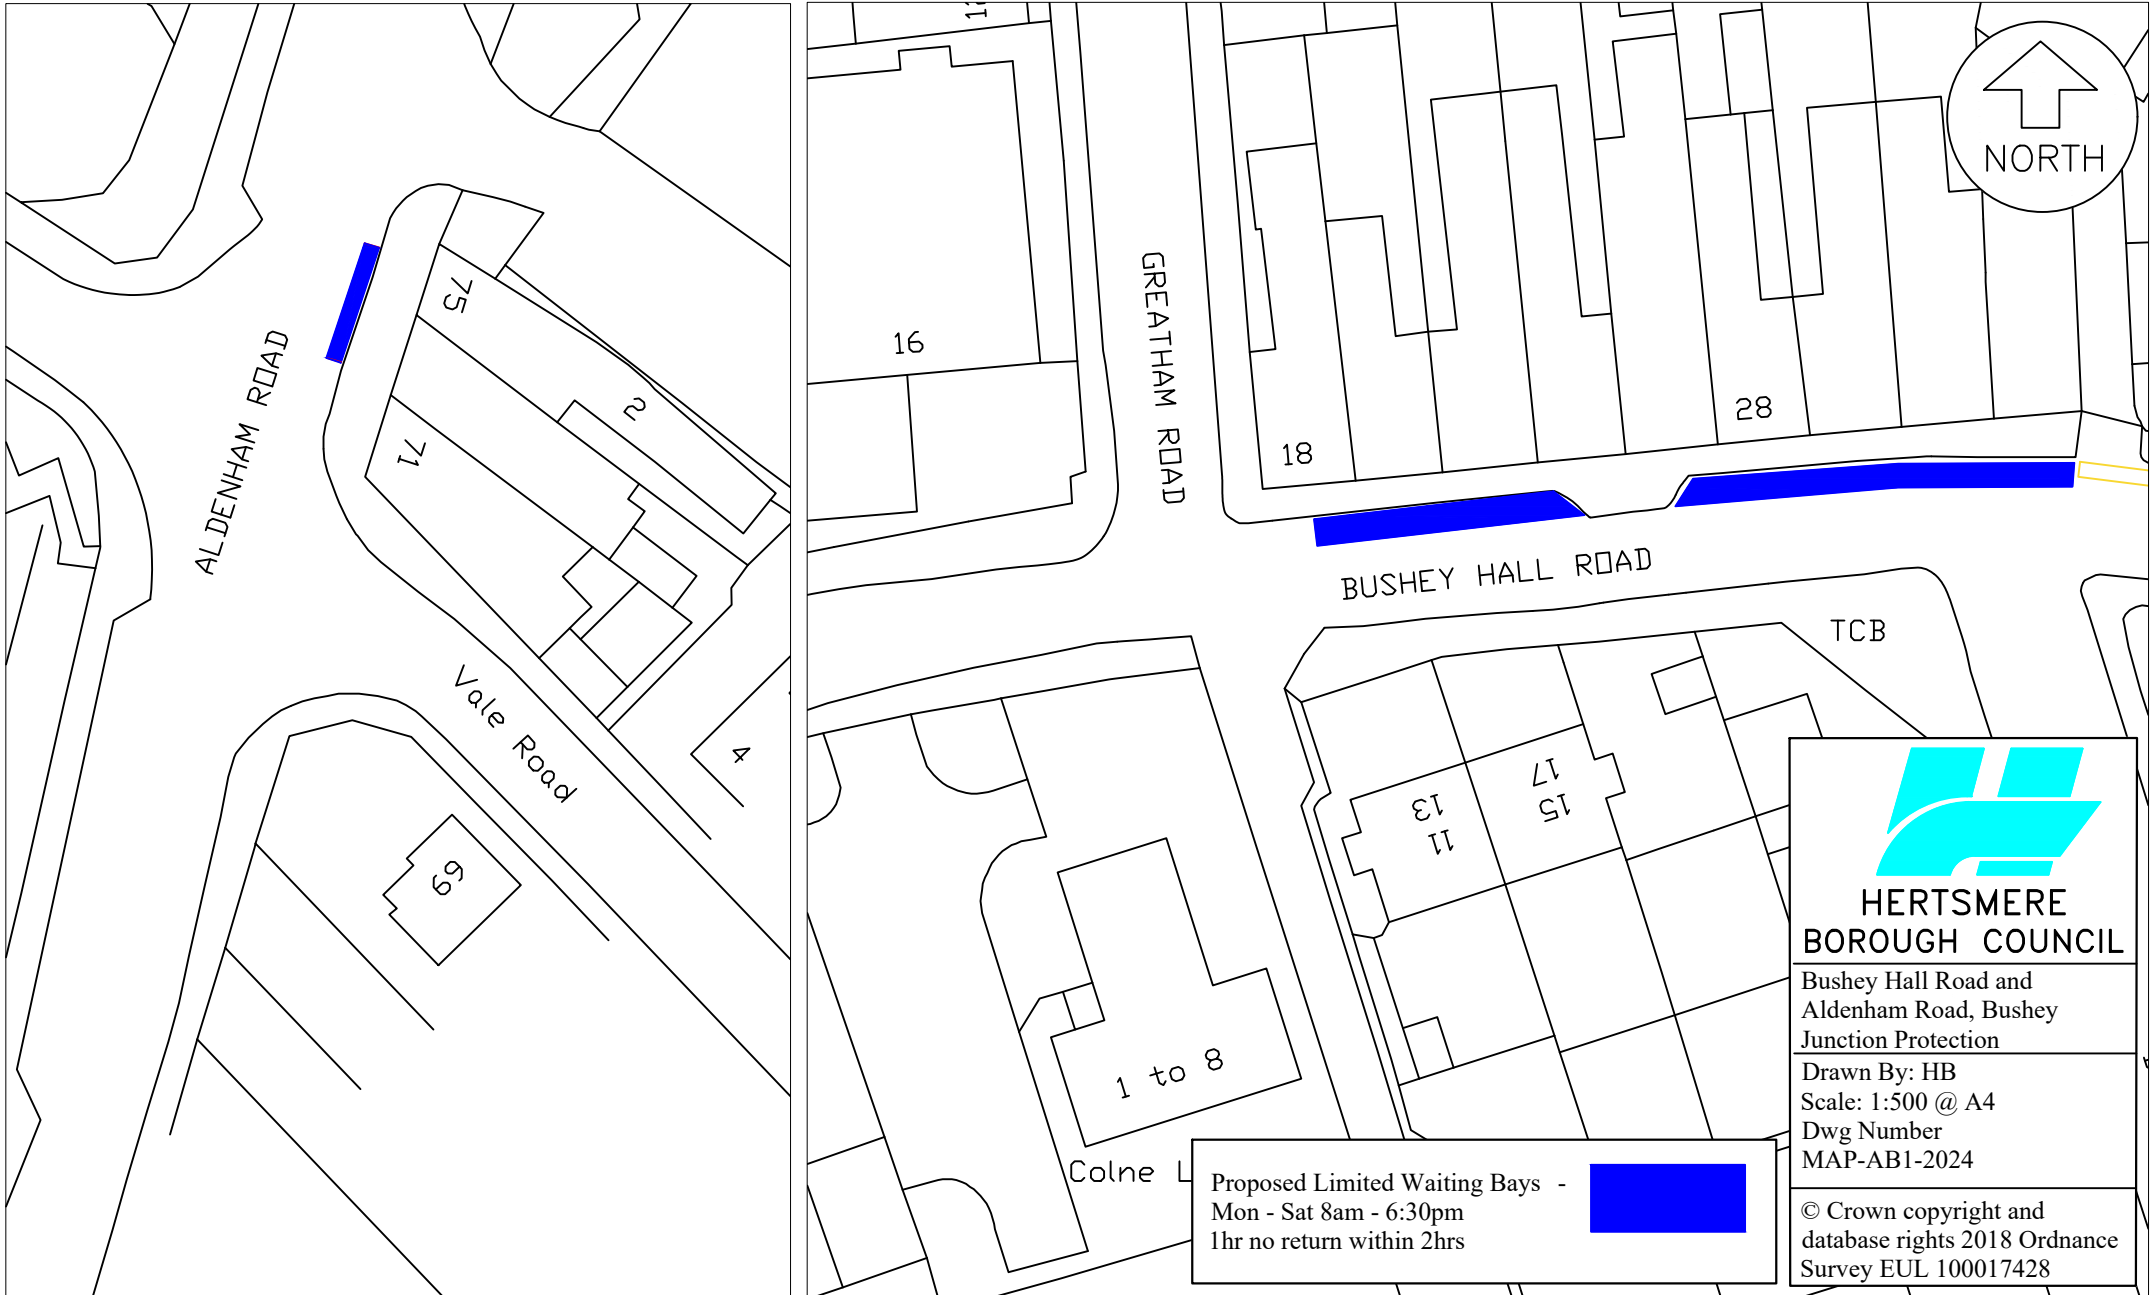 ALDENHAM ROAD
75
2
71
Vale Road
4
69
16
GREATHAM ROAD
18
28
NORTH
BUSHEY HALL ROAD
TCB
17
15
13
11
1 to 8
Colne L
Proposed Limited Waiting Bays -
Mon - Sat 8am - 6:30pm
1hr no return within 2hrs
HERTSMERE
BOROUGH COUNCIL
Bushey Hall Road and
Aldenham Road, Bushey
Junction Protection
Drawn By: HB
Scale: 1:500 @ A4
Dwg Number
MAP-AB1-2024
© Crown copyright and
database rights 2018 Ordnance
Survey EUL 100017428